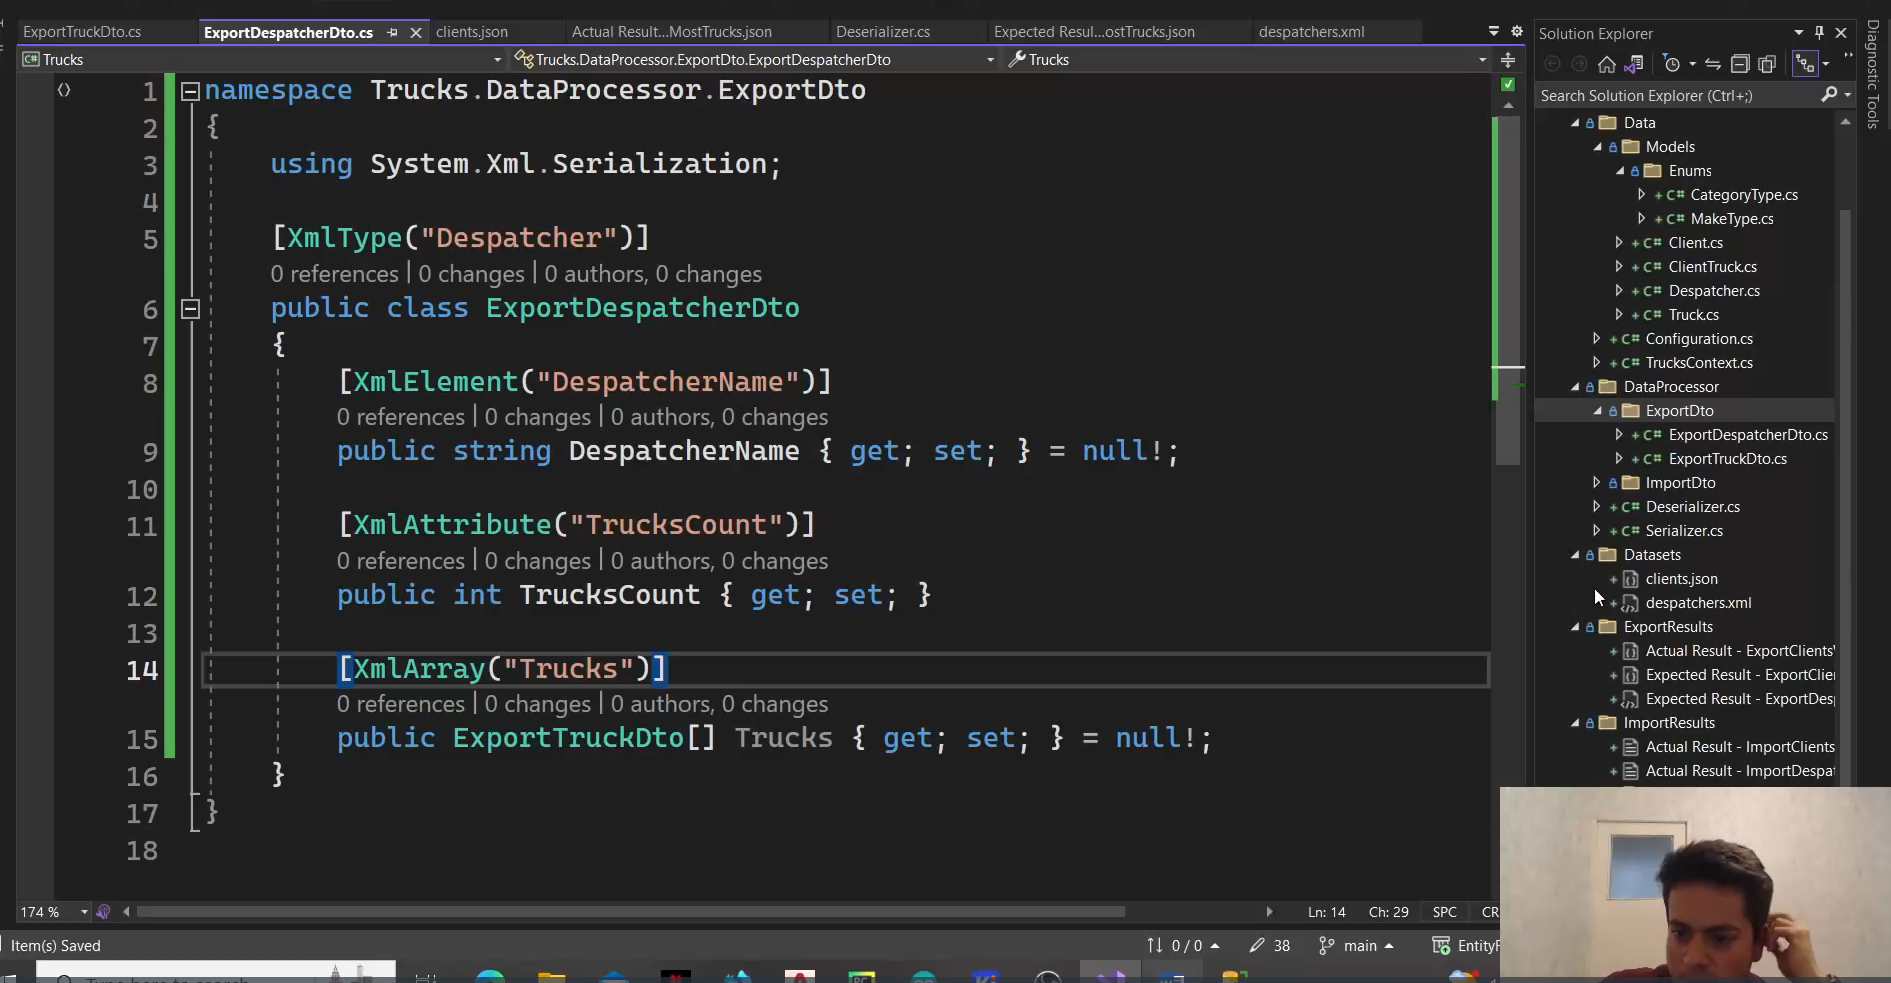 ExportTruckDto.cs
ExportDespatcherDto.cs
clients.json
Actual Result...MostTrucks.json
Deserializer.cs
Expected Resul...ostTrucks.json
despatchers.xml
Solution Explorer
Diagnostic Tools
Trucks
Trucks.DataProcessor.ExportDto.ExportDespatcherDto
Trucks
Search Solution Explorer (Ctrl+;)
1 namespace Trucks.DataProcessor.ExportDto
2 {
3 using System.Xml.Serialization;
4
5 [XmlType("Despatcher")]
0 references | 0 changes | 0 authors, 0 changes
6 public class ExportDespatcherDto
7 {
8 [XmlElement("DespatcherName")]
0 references | 0 changes | 0 authors, 0 changes
9 public string DespatcherName { get; set; } = null!;
10
11 [XmlAttribute("TrucksCount")]
0 references | 0 changes | 0 authors, 0 changes
12 public int TrucksCount { get; set; }
13
14 [XmlArray("Trucks")]
0 references | 0 changes | 0 authors, 0 changes
15 public ExportTruckDto[] Trucks { get; set; } = null!;
16 }
17 }
18
Data
Models
Enums
C# CategoryType.cs
C# MakeType.cs
C# Client.cs
C# ClientTruck.cs
C# Despatcher.cs
C# Truck.cs
C# Configuration.cs
C# TrucksContext.cs
DataProcessor
ExportDto
C# ExportDespatcherDto.cs
C# ExportTruckDto.cs
ImportDto
C# Deserializer.cs
C# Serializer.cs
Datasets
clients.json
despatchers.xml
ExportResults
Actual Result - ExportClients
Expected Result - ExportClie
Expected Result - ExportDesp
ImportResults
Actual Result - ImportClients
Actual Result - ImportDespat
174 %
Ln: 14
Ch: 29
SPC
CR
Item(s) Saved
0 / 0
38
main
EntityF
Type here to search